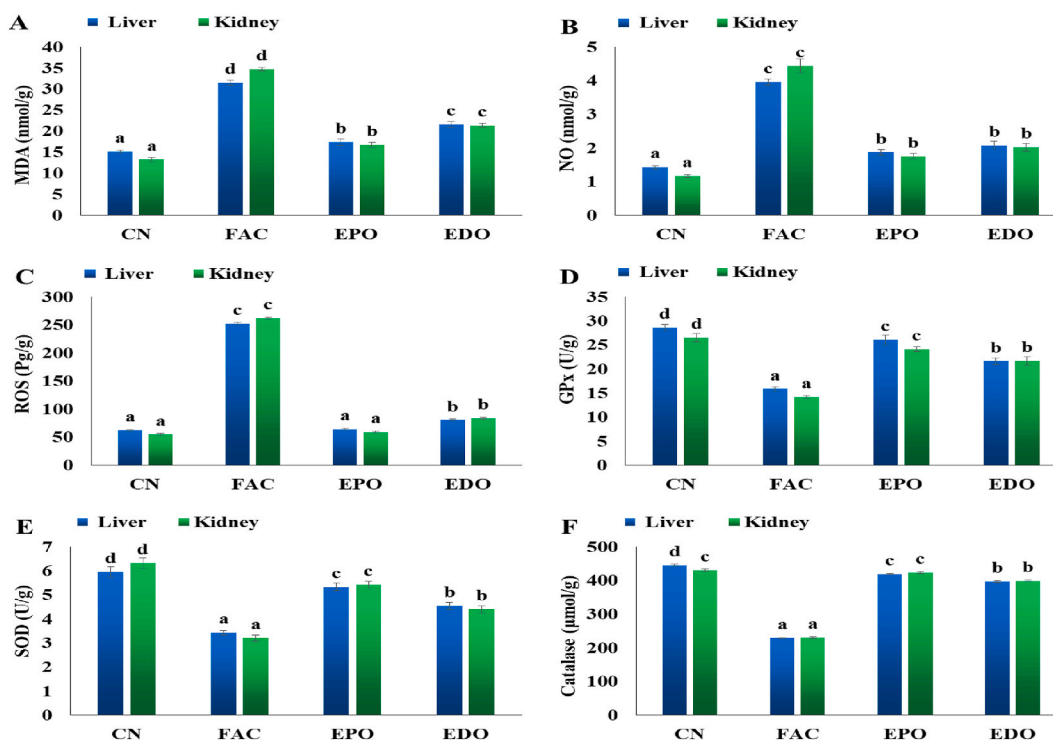 A
Liver Kidney
MDA (nmol/g)
40
35
30
25
20
15
10
5
0
a a d d b b c c
CN FAC EPO EDO
B
Liver Kidney
NO (nmol/g)
5
4
3
2
1
0
a a c c b b b b
CN FAC EPO EDO
C
Liver Kidney
ROS (Pg/g)
300
250
200
150
100
50
0
a a c c a a b b
CN FAC EPO EDO
D
Liver Kidney
GPx (U/g)
35
30
25
20
15
10
5
0
d d a a c c b b
CN FAC EPO EDO
E
Liver Kidney
SOD (U/g)
7
6
5
4
3
2
1
0
d d a a c c b b
CN FAC EPO EDO
F
Liver Kidney
Catalase (μmol/g)
500
400
300
200
100
0
d c a a c c b b
CN FAC EPO EDO